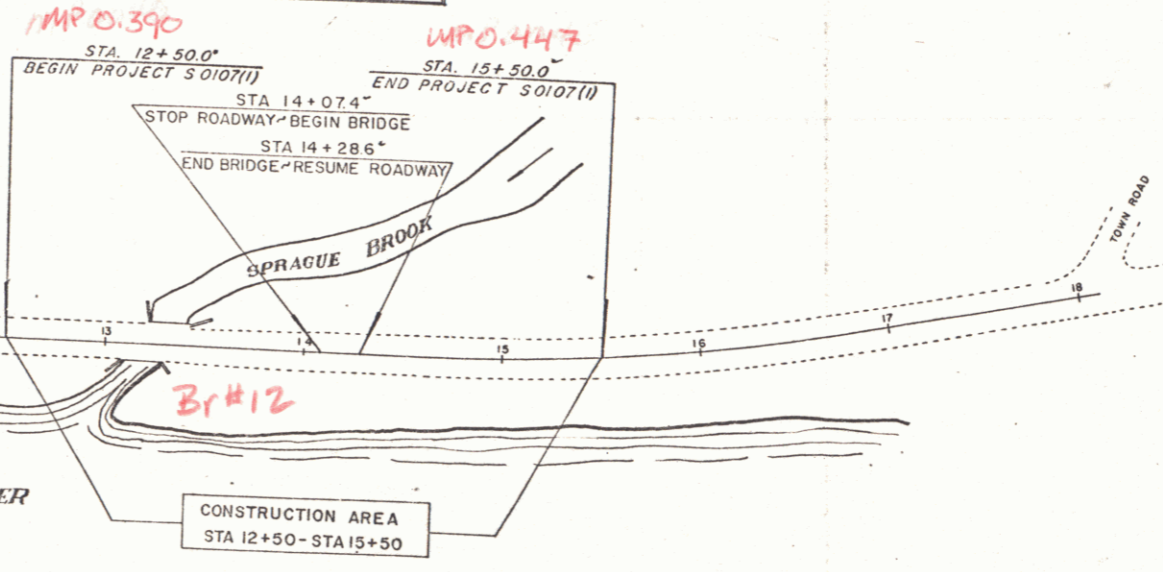 MP 0.390
STA. 12+50.0"
BEGIN PROJECT S 0107(1)
MP 0.447
STA. 15+50.0
END PROJECT S 0107(1)
STA 14+07.4
STOP ROADWAY~BEGIN BRIDGE
STA 14+28.6
END BRIDGE~RESUME ROADWAY
SPRAGUE BROOK
TOWN ROAD
13
14
15
16
17
18
Br #12
ER
CONSTRUCTION AREA
STA 12+50-STA 15+50